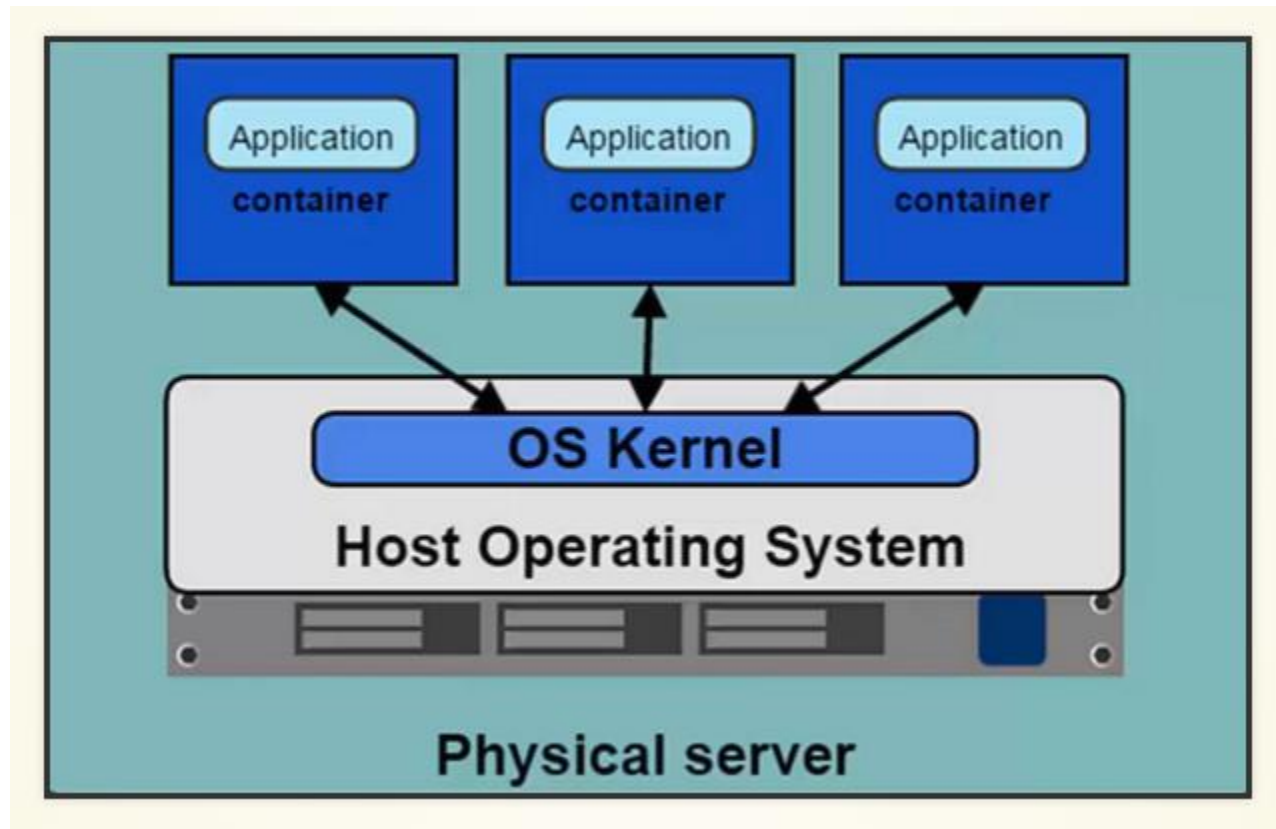 Application Application Application
container container container
OS Kernel
Host Operating System
Physical server